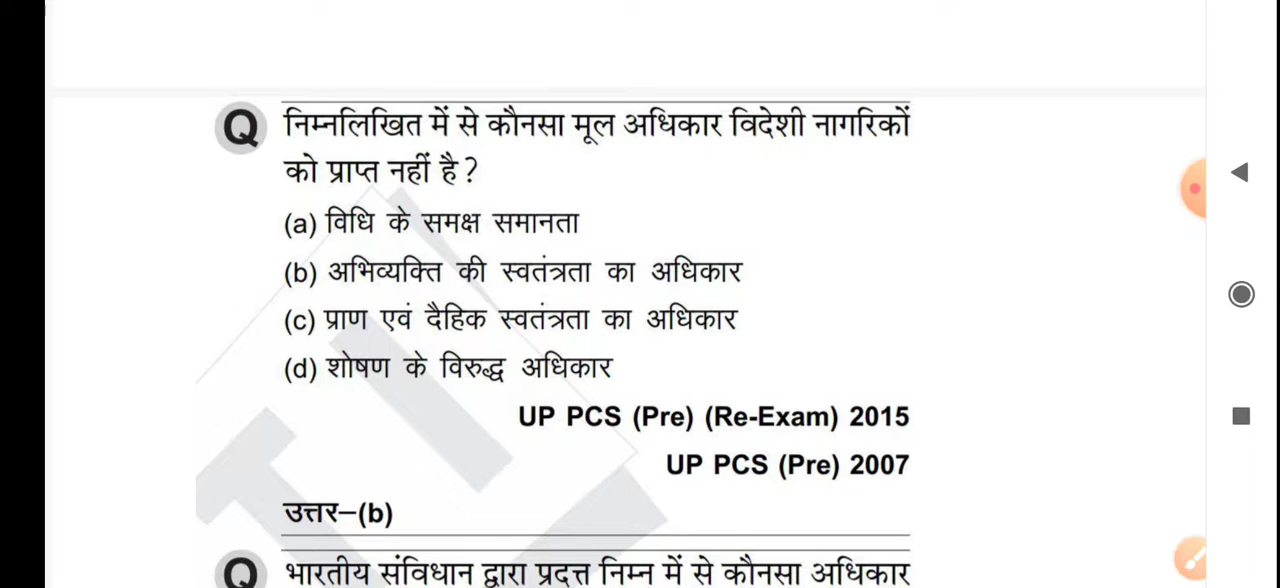 Q निम्नलिखित में से कौनसा मूल अधिकार विदेशी नागरिकों
को प्राप्त नहीं है?
(a) विधि के समक्ष समानता
(b) अभिव्यक्ति की स्वतंत्रता का अधिकार
(c) प्राण एवं दैहिक स्वतंत्रता का अधिकार
(d) शोषण के विरुद्ध अधिकार
UP PCS (Pre) (Re-Exam) 2015
UP PCS (Pre) 2007
उत्तर–(b)
Q भारतीय संविधान द्वारा प्रदत्त निम्न में से कौनसा अधिकार